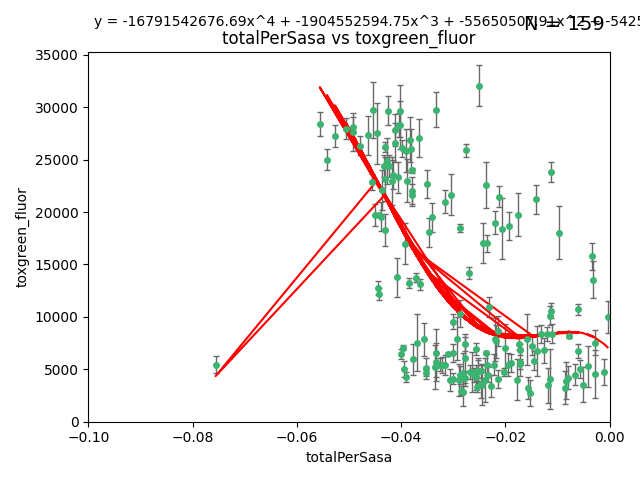 y = -16791542676.69x^4 + -1904552594.75x^3 +
N = 159
totalPerSasa vs toxgreen_fluor
35000
30000
25000
20000
15000
10000
5000
0
toxgreen_fluor
−0.10 −0.08 −0.06 −0.04 −0.02 0.00
totalPerSasa